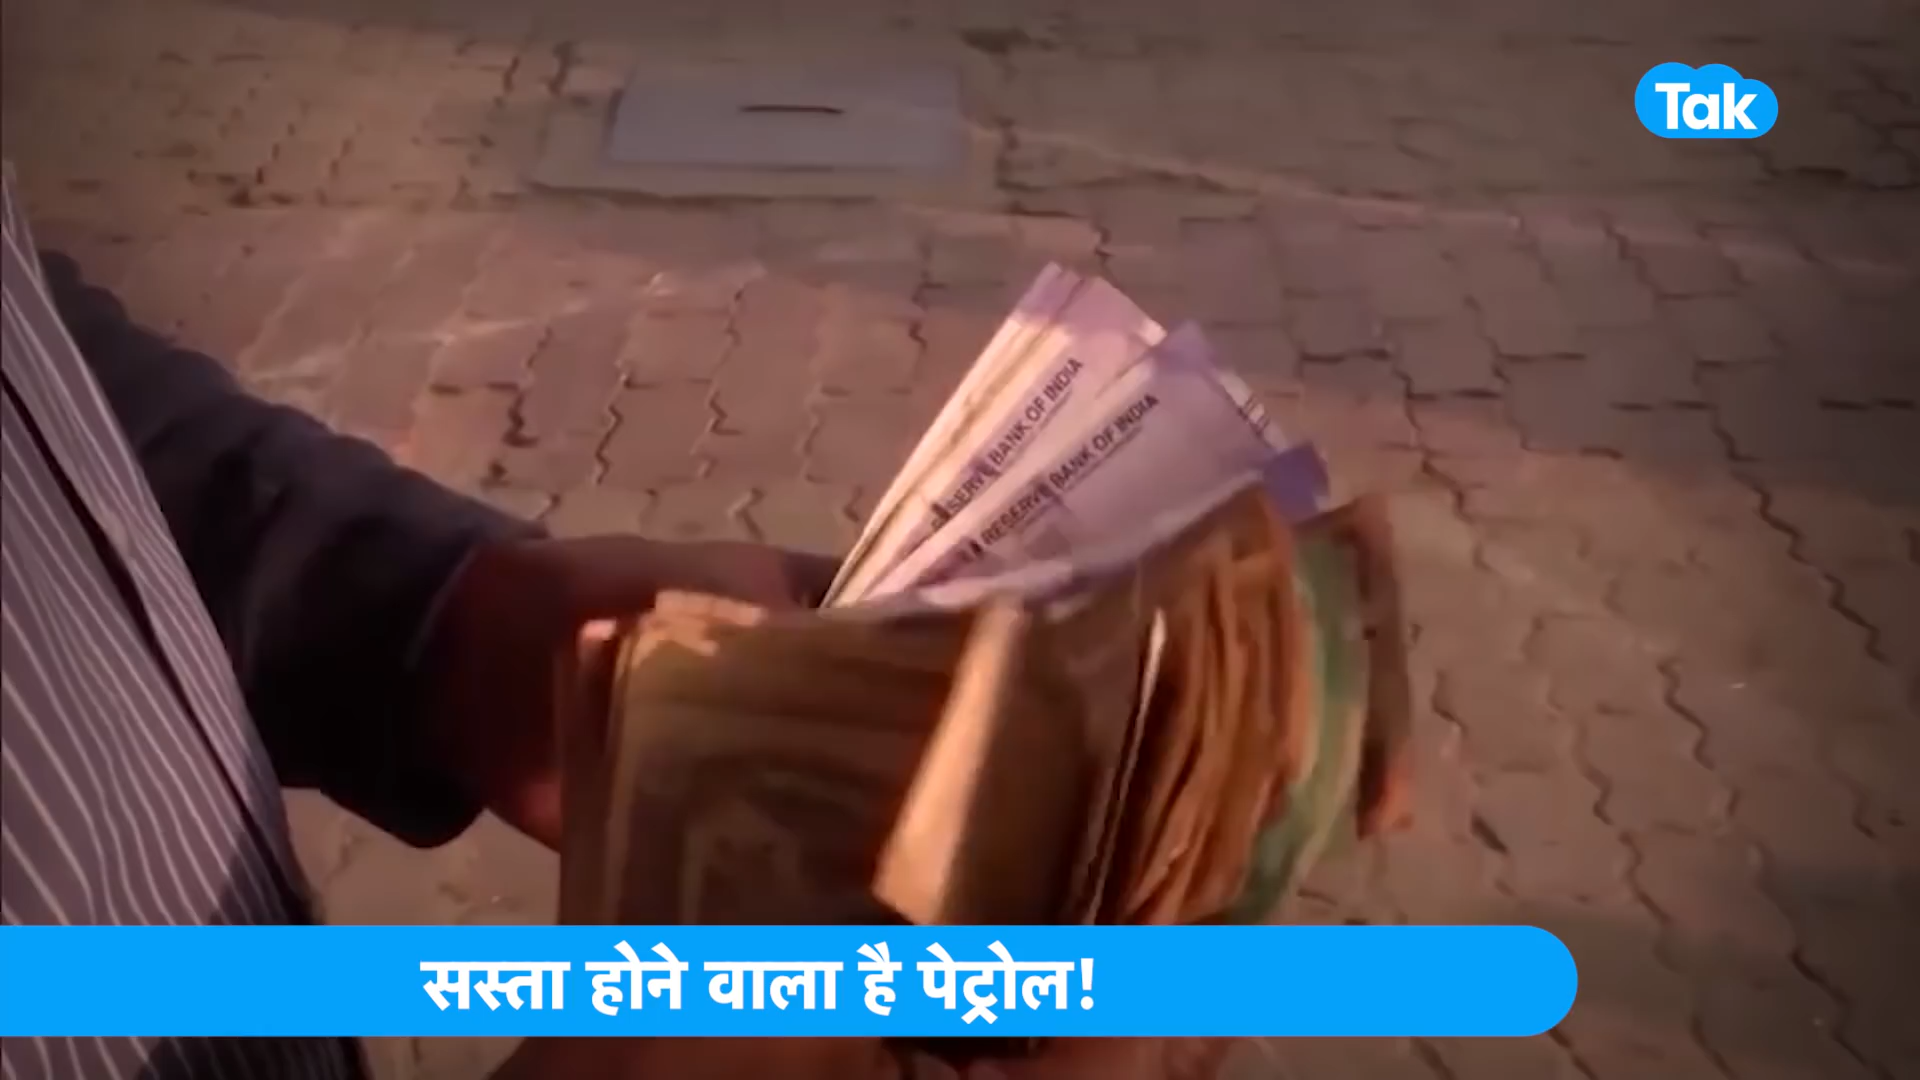 Tak
RESERVE BANK OF INDIA
RESERVE BANK OF INDIA
सस्ता होने वाला है पेट्रोल!